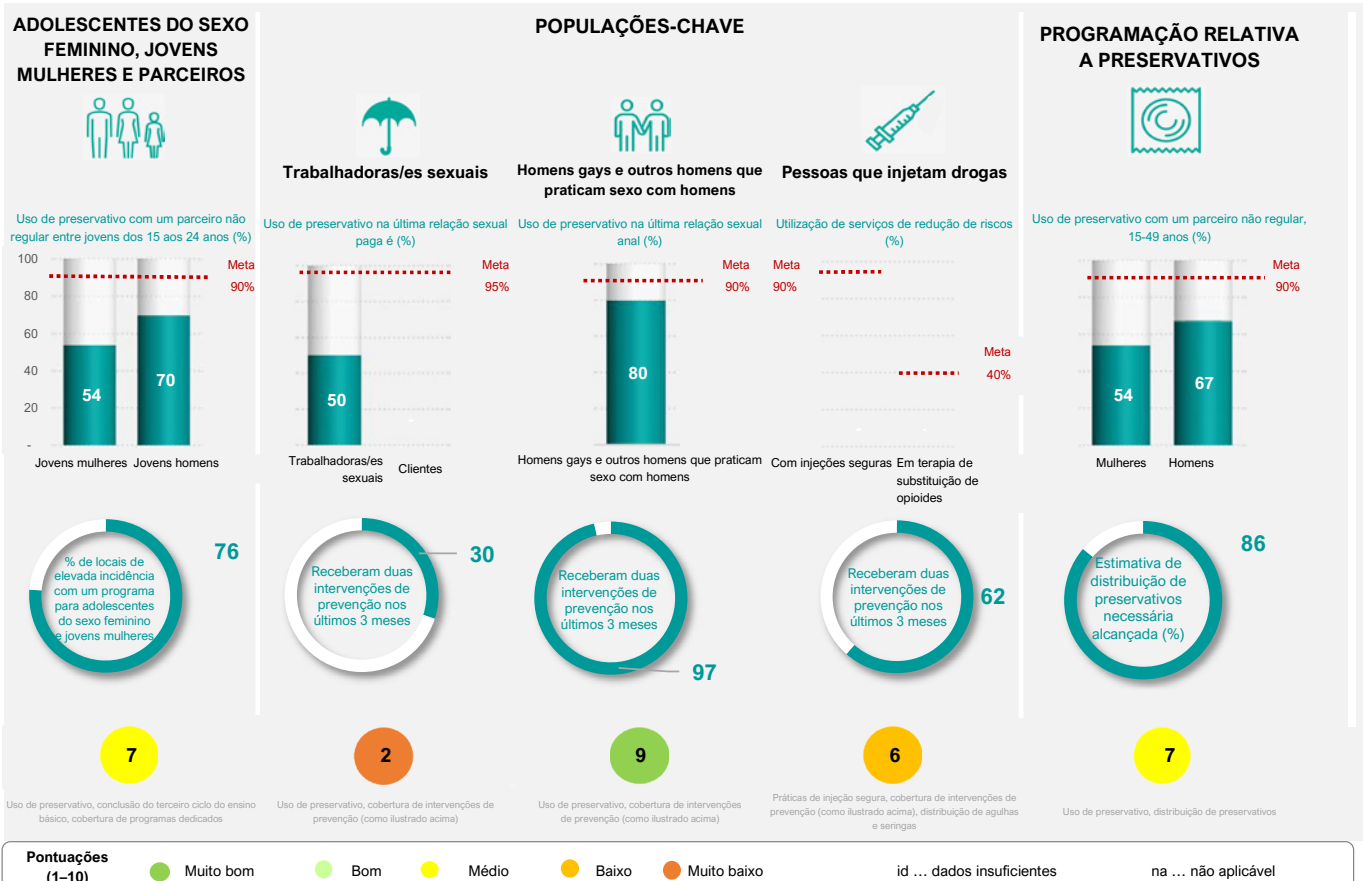 ADOLESCENTES DO SEXO
FEMININO, JOVENS
MULHERES E PARCEIROS
Uso de preservativo com um parceiro não
regular entre jovens dos 15 aos 24 anos (%)
100
80
60
40
20
-
Meta
90%
54
70
Jovens mulheres
Jovens homens
% de locais de
elevada incidência
com um programa
para adolescentes
do sexo feminino
e jovens mulheres
76
7
Uso de preservativo, conclusão do terceiro ciclo do ensino
básico, cobertura de programas dedicados
POPULAÇÕES-CHAVE
Trabalhadoras/es sexuais
Uso de preservativo na última relação sexual
paga é (%)
Meta
95%
50
Trabalhadoras/es
sexuais
Clientes
Receberam duas
intervenções de
prevenção nos
últimos 3 meses
30
2
Uso de preservativo, cobertura de intervenções de
prevenção (como ilustrado acima)
Homens gays e outros homens que
praticam sexo com homens
Uso de preservativo na última relação sexual
anal (%)
Meta
90%
80
Homens gays e outros homens que praticam
sexo com homens
Receberam duas
intervenções de
prevenção nos
últimos 3 meses
97
9
Uso de preservativo, cobertura de intervenções
de prevenção (como ilustrado acima)
Pessoas que injetam drogas
Utilização de serviços de redução de riscos
(%)
Meta
90%
Meta
40%
Com injeções seguras
Em terapia de
substituição de
opioides
Receberam duas
intervenções de
prevenção nos
últimos 3 meses
62
6
Práticas de injeção segura, cobertura de intervenções de
prevenção (como ilustrado acima), distribuição de agulhas
e seringas
PROGRAMAÇÃO RELATIVA
A PRESERVATIVOS
Uso de preservativo com um parceiro não regular,
15-49 anos (%)
Meta
90%
54
67
Mulheres
Homens
Estimativa de
distribuição de
preservativos
necessária
alcançada (%)
86
7
Uso de preservativo, distribuição de preservativos
Pontuações
(1–10)
Muito bom
Bom
Médio
Baixo
Muito baixo
id … dados insuficientes
na … não aplicável